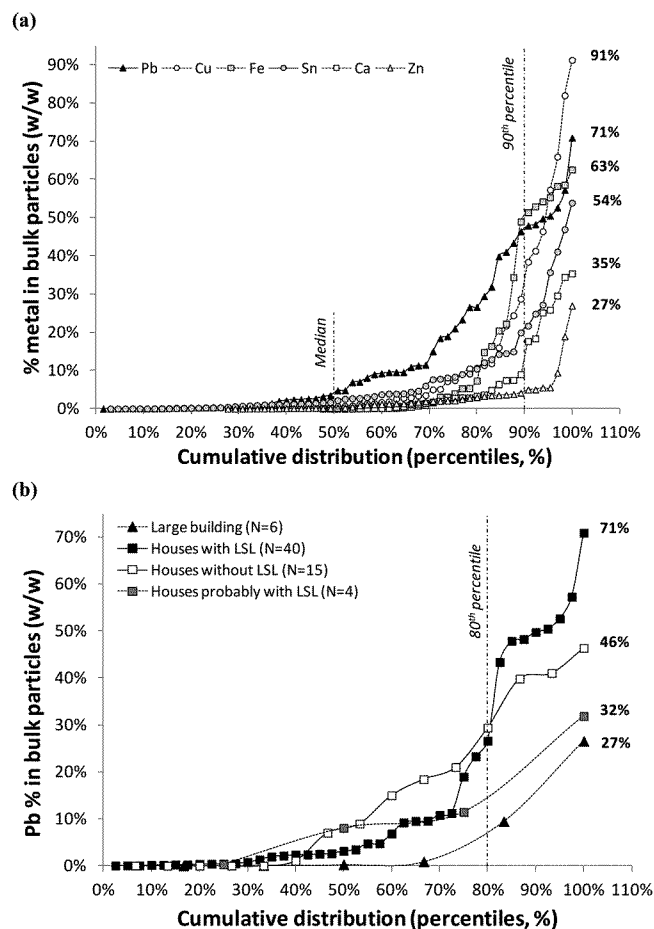 (a)
% metal in bulk particles (w/w)
90%
80%
70%
60%
50%
40%
30%
20%
10%
0%
Pb Cu Fe Sn Ca Zn
Median
90th percentile
91%
71%
63%
54%
35%
27%
0% 10% 20% 30% 40% 50% 60% 70% 80% 90% 100% 110%
Cumulative distribution (percentiles, %)
(b)
Pb % in bulk particles (w/w)
70%
60%
50%
40%
30%
20%
10%
0%
Large building (N=6)
Houses with LSL (N=40)
Houses without LSL (N=15)
Houses probably with LSL (N=4)
80th percentile
71%
46%
32%
27%
0% 10% 20% 30% 40% 50% 60% 70% 80% 90% 100% 110%
Cumulative distribution (percentiles, %)